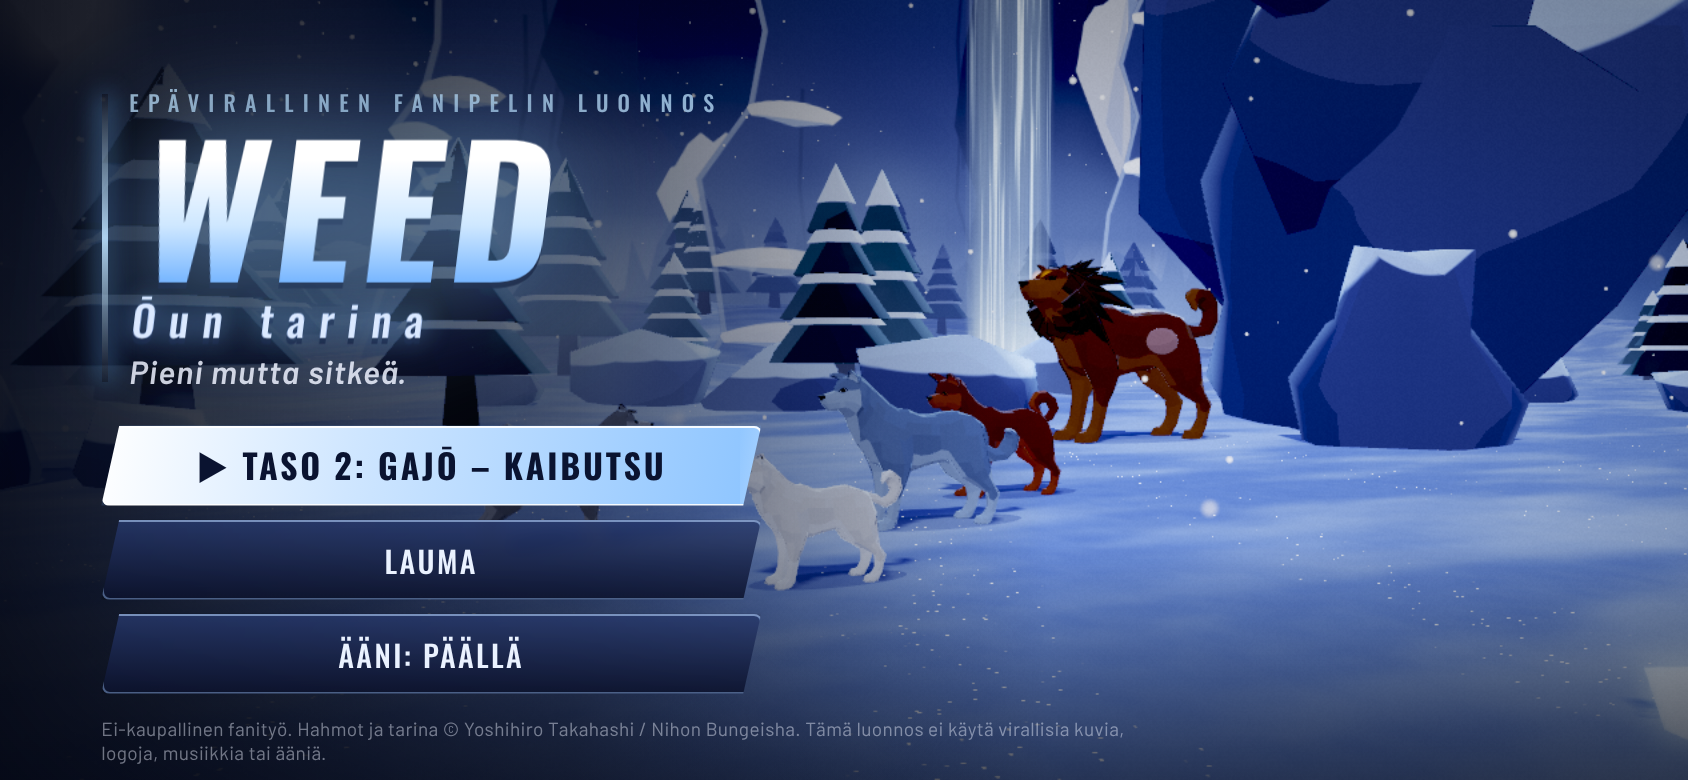 EPÄVIRALLINEN FANIPELIN LUONNOS
WEED
Ōun tarina
Pieni mutta sitkeä.
▶ TASO 2: GAJŌ – KAIBUTSU
LAUMA
ÄÄNI: PÄÄLLÄ
Ei-kaupallinen fanityö. Hahmot ja tarina © Yoshihiro Takahashi / Nihon Bungeisha. Tämä luonnos ei käytä virallisia kuvia,
logoja, musiikkia tai ääniä.